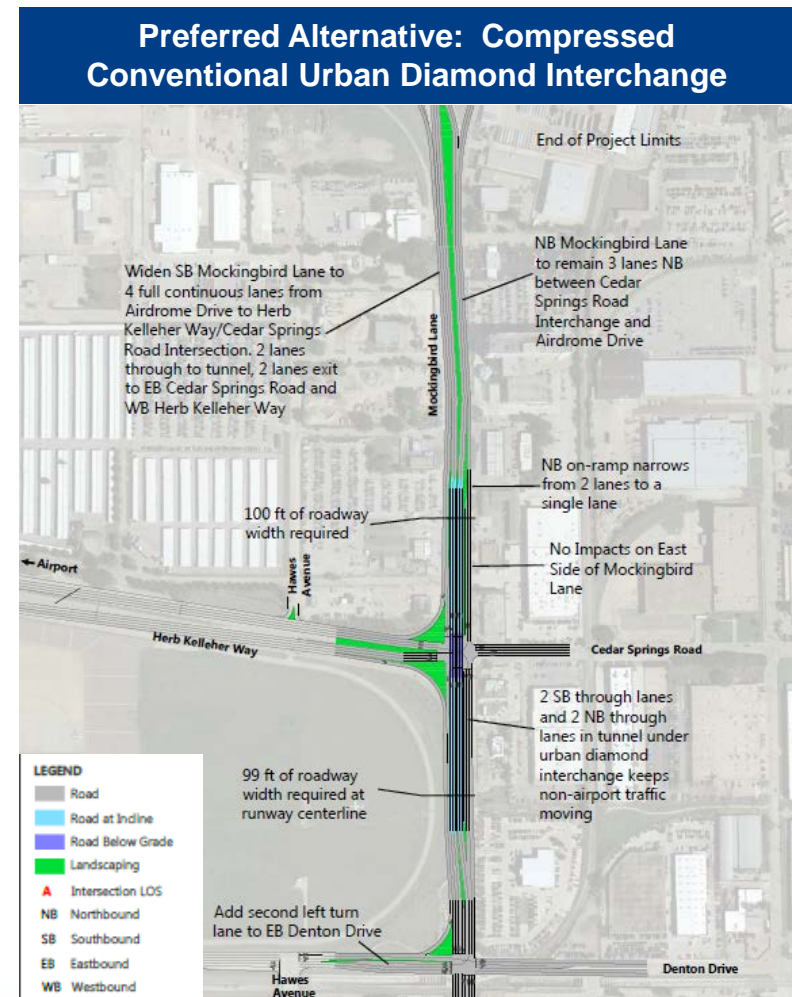 Preferred Alternative: Compressed
Conventional Urban Diamond Interchange
End of Project Limits
NB Mockingbird Lane
to remain 3 lanes NB
between Cedar
Springs Road
Interchange and
Airdrome Drive
Widen SB Mockingbird Lane to
4 full continuous lanes from
Airdrome Drive to Herb
Kelleher Way/Cedar Springs
Road Intersection. 2 lanes
through to tunnel, 2 lanes exit
to EB Cedar Springs Road and
WB Herb Kelleher Way
Mockingbird Lane
NB on-ramp narrows
from 2 lanes to a
single lane
100 ft of roadway
width required
No Impacts on East
Side of Mockingbird
Lane
Airport
Hawes
Avenue
Herb Kelleher Way
Cedar Springs Road
2 SB through lanes
and 2 NB through
lanes in tunnel under
urban diamond
interchange keeps
non-airport traffic
moving
99 ft of roadway
width required at
runway centerline
LEGEND
Road
Road at Incline
Road Below Grade
Landscaping
A Intersection LOS
NB Northbound
SB Southbound
EB Eastbound
WB Westbound
Add second left turn
lane to EB Denton Drive
Hawes
Avenue
Denton Drive